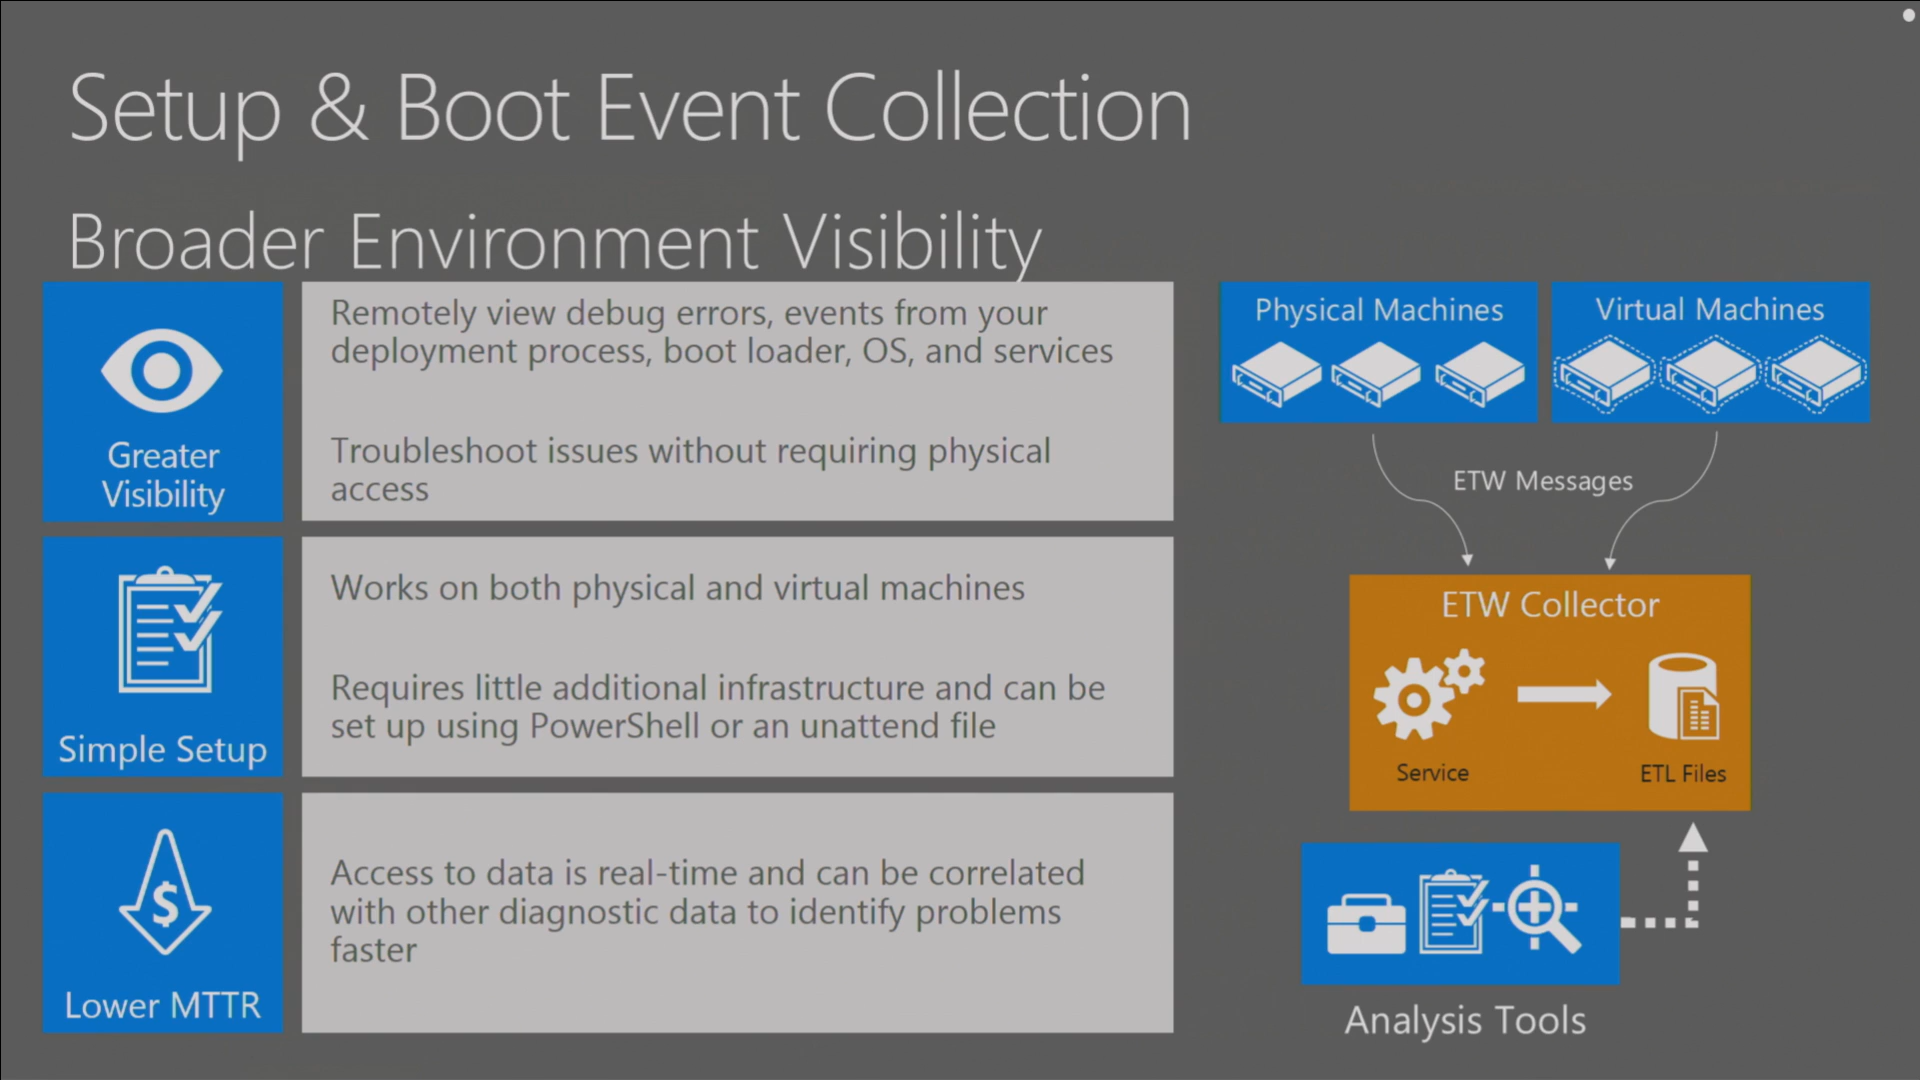 Setup & Boot Event Collection
Broader Environment Visibility
Greater
Visibility
Remotely view debug errors, events from your
deployment process, boot loader, OS, and services
Troubleshoot issues without requiring physical
access
Simple Setup
Works on both physical and virtual machines
Requires little additional infrastructure and can be
set up using PowerShell or an unattend file
$
Lower MTTR
Access to data is real-time and can be correlated
with other diagnostic data to identify problems
faster
Physical Machines
Virtual Machines
ETW Messages
ETW Collector
Service
ETL Files
Analysis Tools